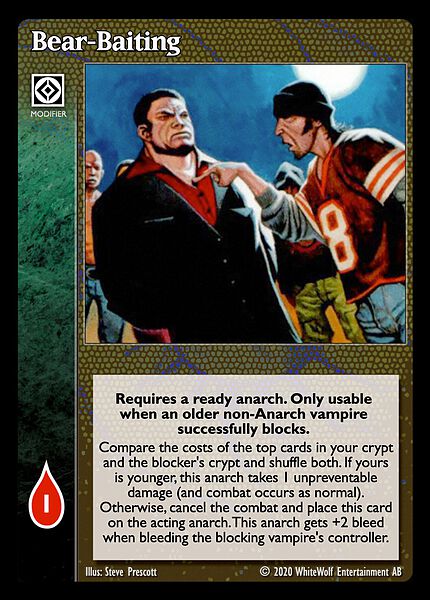 Bear-Baiting
MODIFIER
8
Requires a ready anarch. Only usable
when an older non-Anarch vampire
successfully blocks.
Compare the costs of the top cards in your crypt
and the blocker's crypt and shuffle both. If yours
is younger, this anarch takes 1 unpreventable
damage (and combat occurs as normal).
Otherwise, cancel the combat and place this card
on the acting anarch.This anarch gets +2 bleed
when bleeding the blocking vampire's controller.
1
Illus: Steve Prescott
© 2020 WhiteWolf Entertainment AB